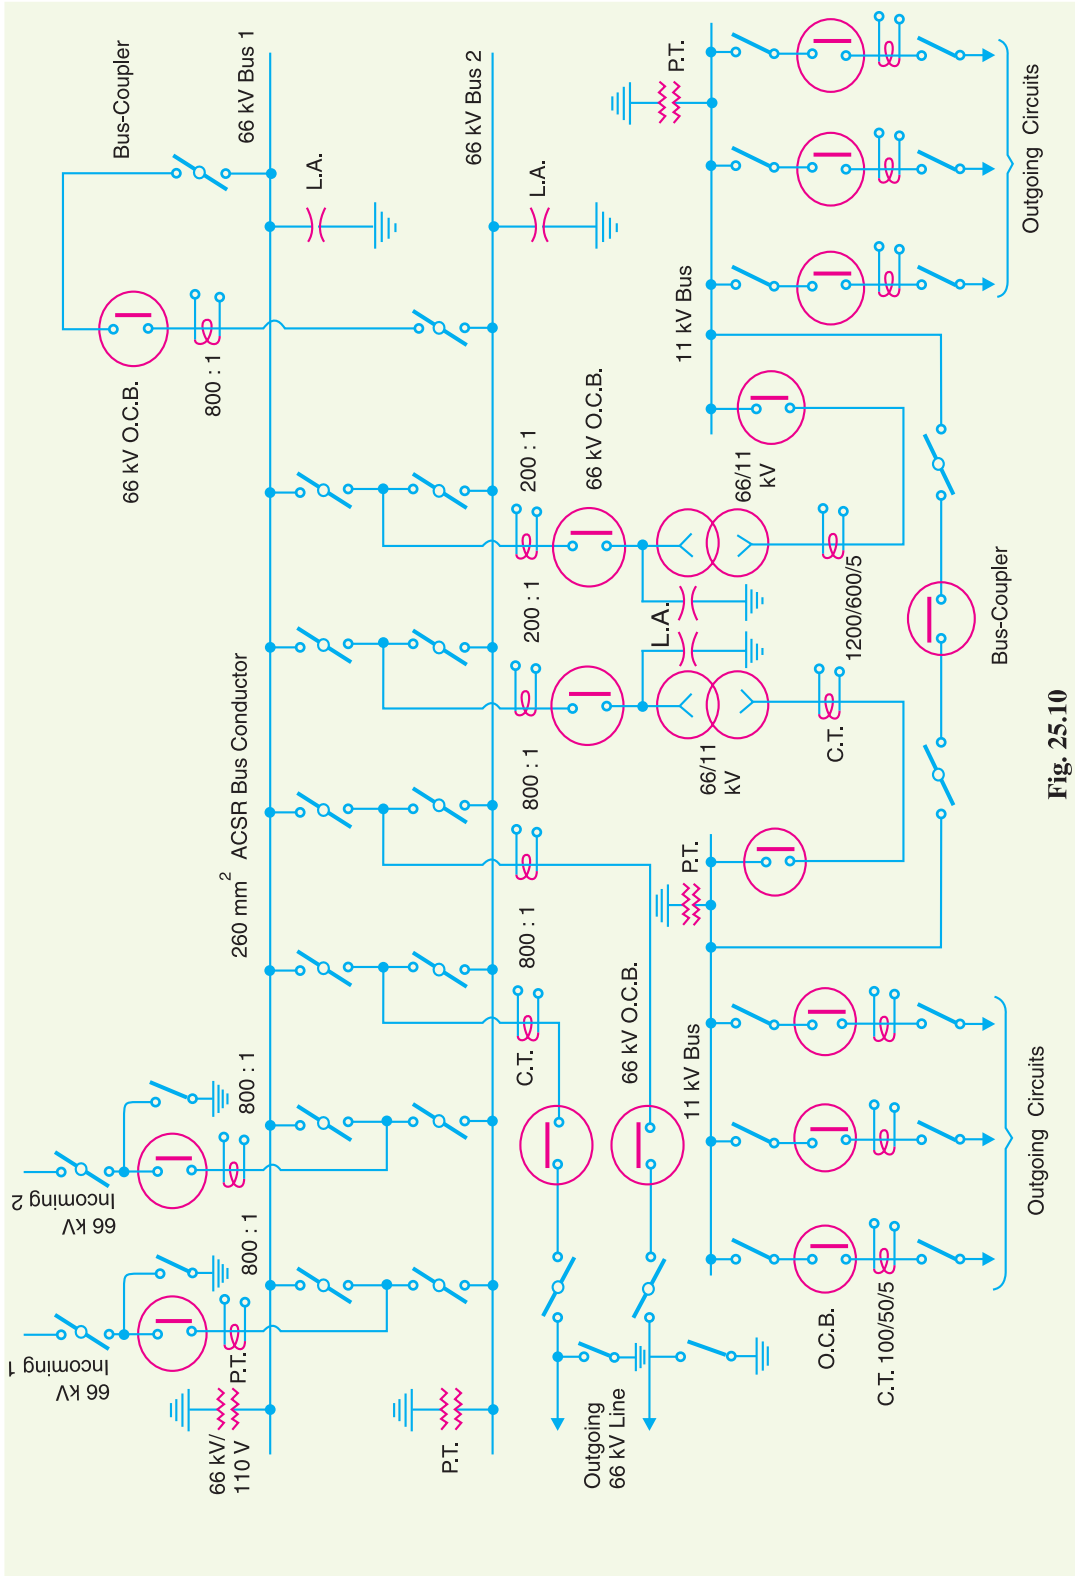 Bus-Coupler
66 kV Bus 1
66 kV Bus 2
L.A.
L.A.
66 kV O.C.B.
800 : 1
P.T.
11 kV Bus
Outgoing Circuits
200 : 1
66 kV O.C.B.
66/11
kV
200 : 1
L.A.
1200/600/5
Bus-Coupler
260 mm² ACSR Bus Conductor
800 : 1
66/11
kV
C.T.
Fig. 25.10
P.T.
800 : 1
C.T.
66 kV O.C.B.
11 kV Bus
Outgoing Circuits
66 kV
Incoming 2
800 : 1
66 kV
Incoming 1
800 : 1
P.T.
66 kV/
110 V
P.T.
Outgoing
66 kV Line
O.C.B.
C.T. 100/50/5